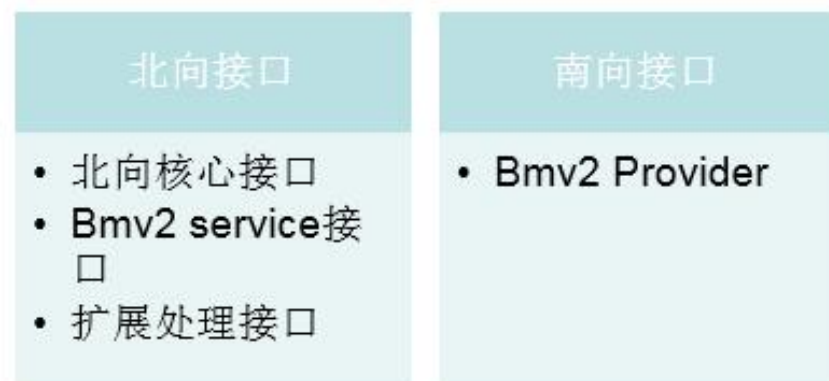 北向接口
• 北向核心接口
• Bmv2 service接
口
• 扩展处理接口
南向接口
• Bmv2 Provider